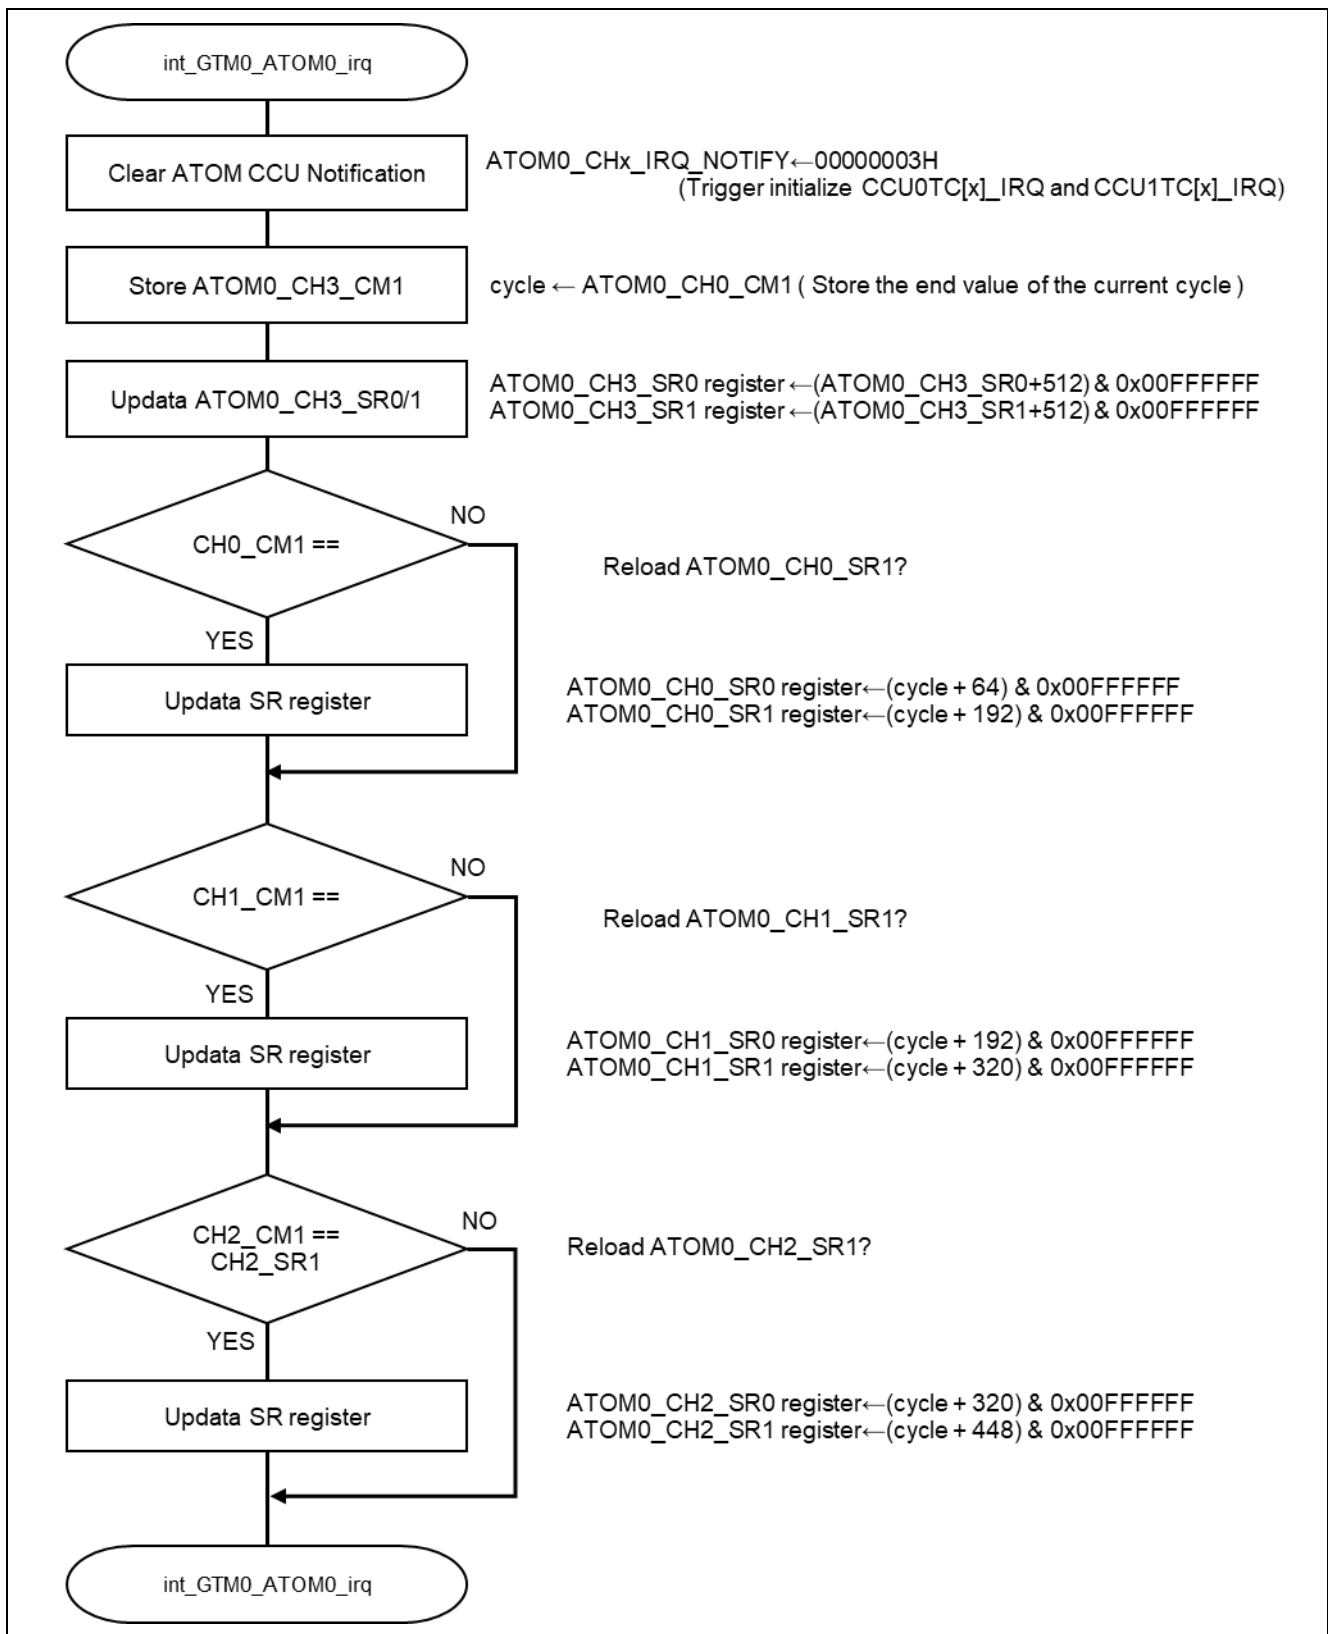 int_GTM0_ATOM0_irq
Clear ATOM CCU Notification
ATOM0_CHx_IRQ_NOTIFY←00000003H
(Trigger initialize CCU0TC[x]_IRQ and CCU1TC[x]_IRQ)
Store ATOM0_CH3_CM1
cycle ← ATOM0_CH0_CM1 ( Store the end value of the current cycle )
Updata ATOM0_CH3_SR0/1
ATOM0_CH3_SR0 register ←(ATOM0_CH3_SR0+512) & 0x00FFFFFF
ATOM0_CH3_SR1 register ←(ATOM0_CH3_SR1+512) & 0x00FFFFFF
NO
CH0_CM1 ==
Reload ATOM0_CH0_SR1?
YES
Updata SR register
ATOM0_CH0_SR0 register←(cycle + 64) & 0x00FFFFFF
ATOM0_CH0_SR1 register←(cycle + 192) & 0x00FFFFFF
NO
CH1_CM1 ==
Reload ATOM0_CH1_SR1?
YES
Updata SR register
ATOM0_CH1_SR0 register←(cycle + 192) & 0x00FFFFFF
ATOM0_CH1_SR1 register←(cycle + 320) & 0x00FFFFFF
NO
CH2_CM1 ==
CH2_SR1
Reload ATOM0_CH2_SR1?
YES
Updata SR register
ATOM0_CH2_SR0 register←(cycle + 320) & 0x00FFFFFF
ATOM0_CH2_SR1 register←(cycle + 448) & 0x00FFFFFF
int_GTM0_ATOM0_irq